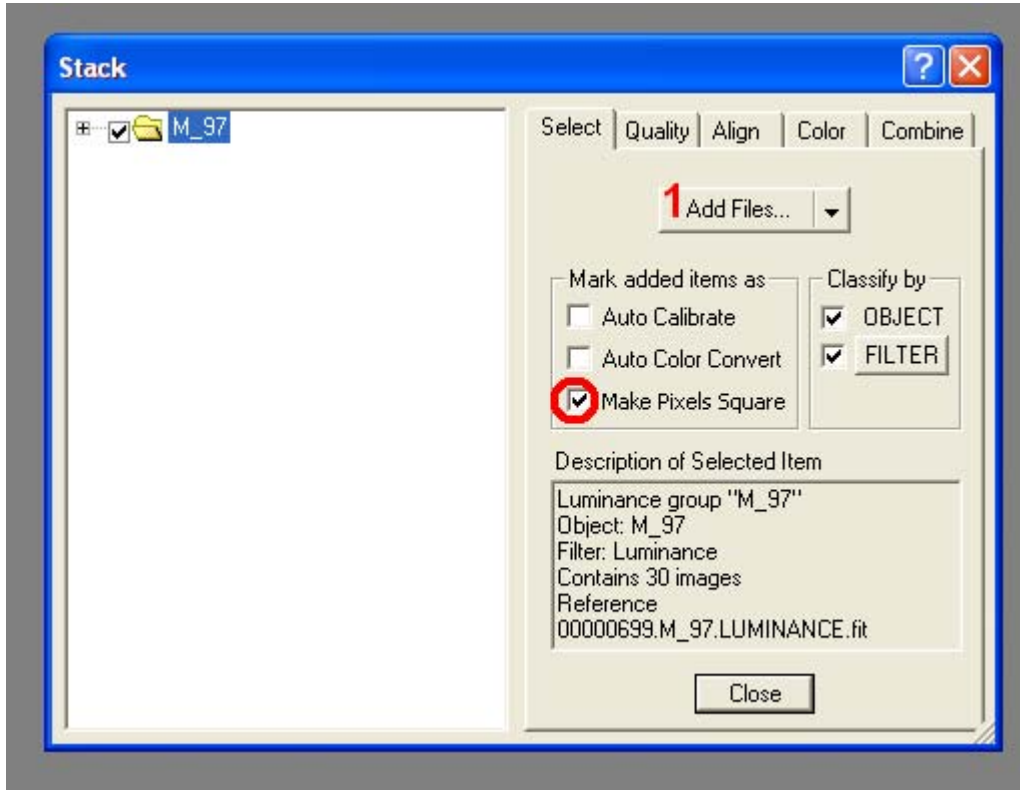 Stack
M_97
Select Quality Align Color Combine
1 Add Files...
Mark added items as
Auto Calibrate
Auto Color Convert
Make Pixels Square
Classify by
OBJECT
FILTER
Description of Selected Item
Luminance group "M_97"
Object: M_97
Filter: Luminance
Contains 30 images
Reference
00000699.M_97.LUMINANCE.fit
Close